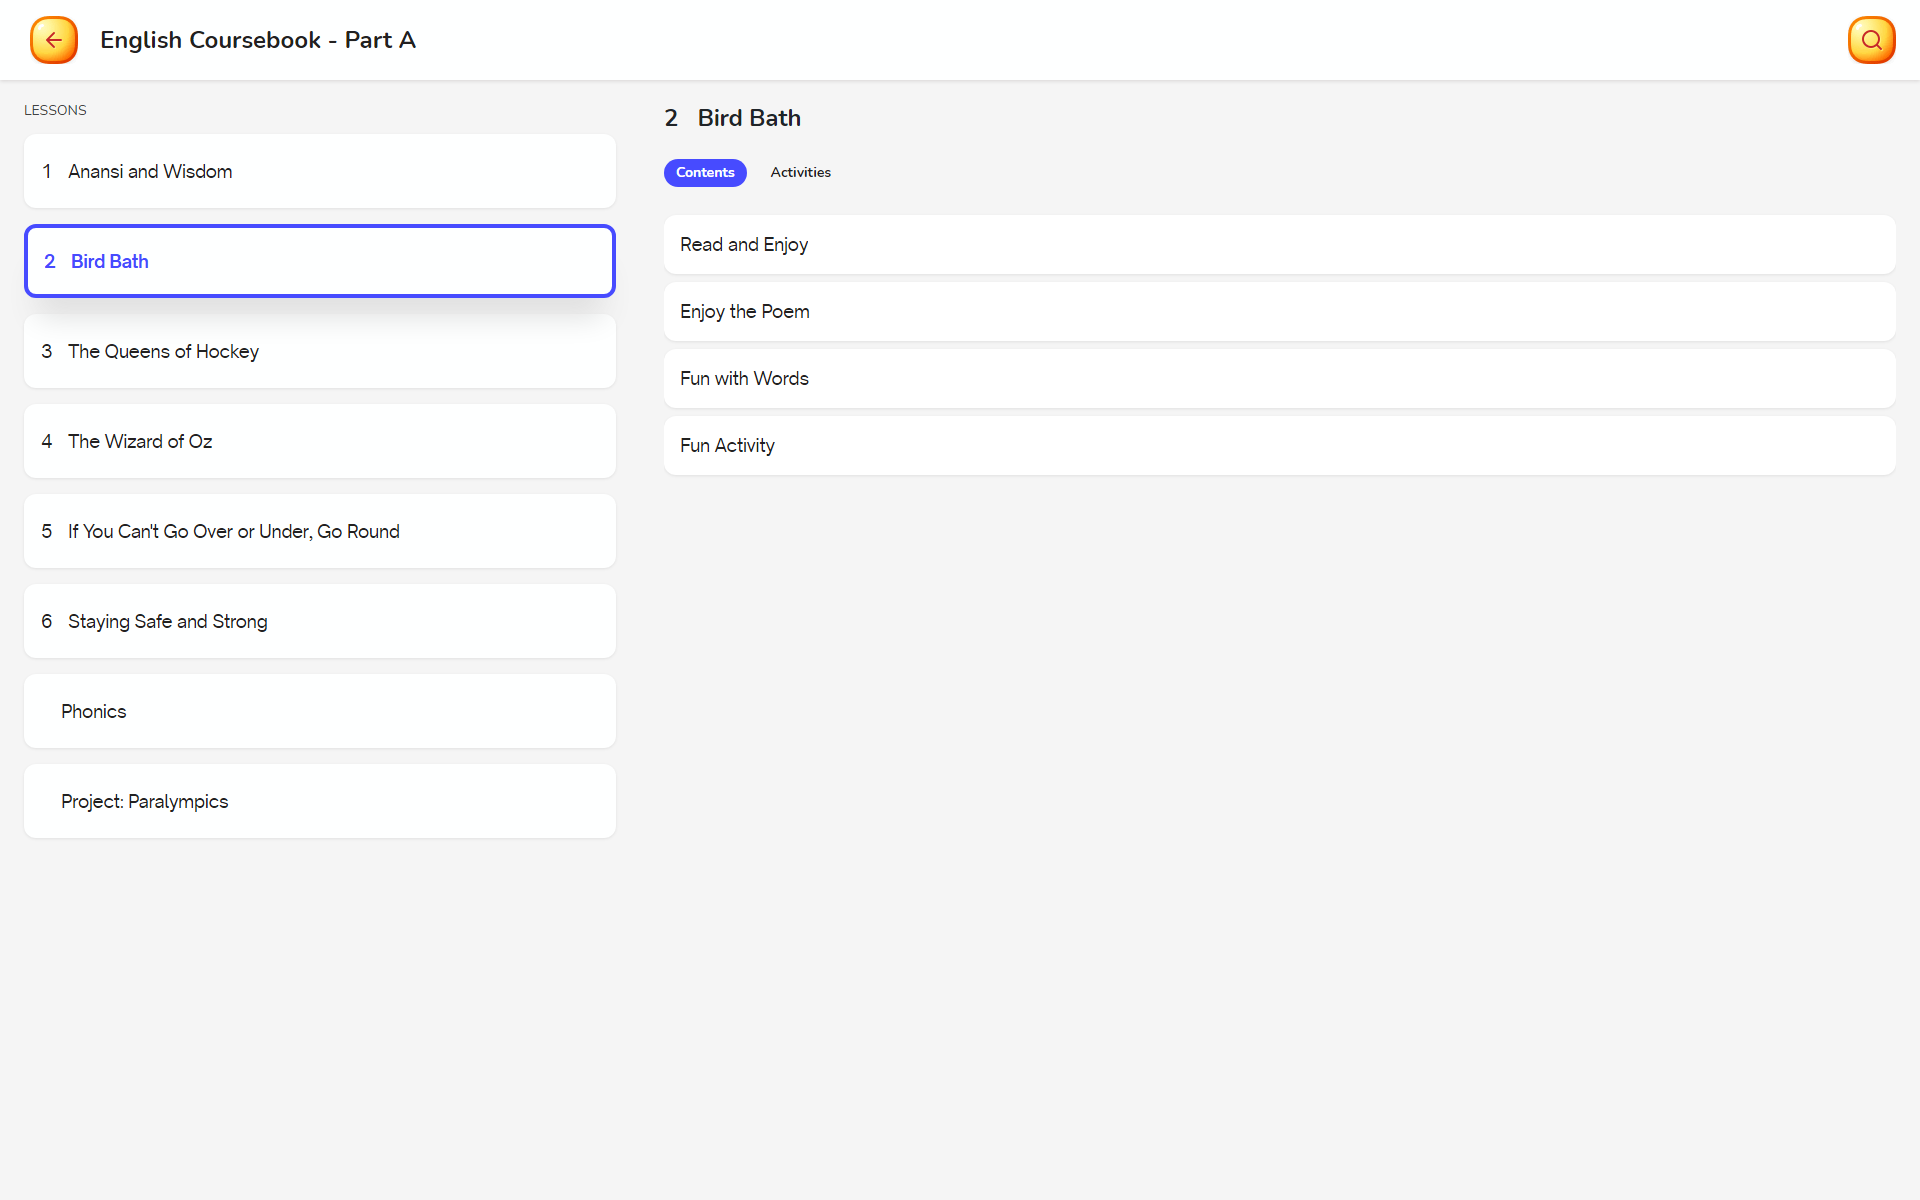 English Coursebook - Part A
LESSONS
1 Anansi and Wisdom
2 Bird Bath
3 The Queens of Hockey
4 The Wizard of Oz
5 If You Can't Go Over or Under, Go Round
6 Staying Safe and Strong
Phonics
Project: Paralympics
2 Bird Bath
Contents Activities
Read and Enjoy
Enjoy the Poem
Fun with Words
Fun Activity